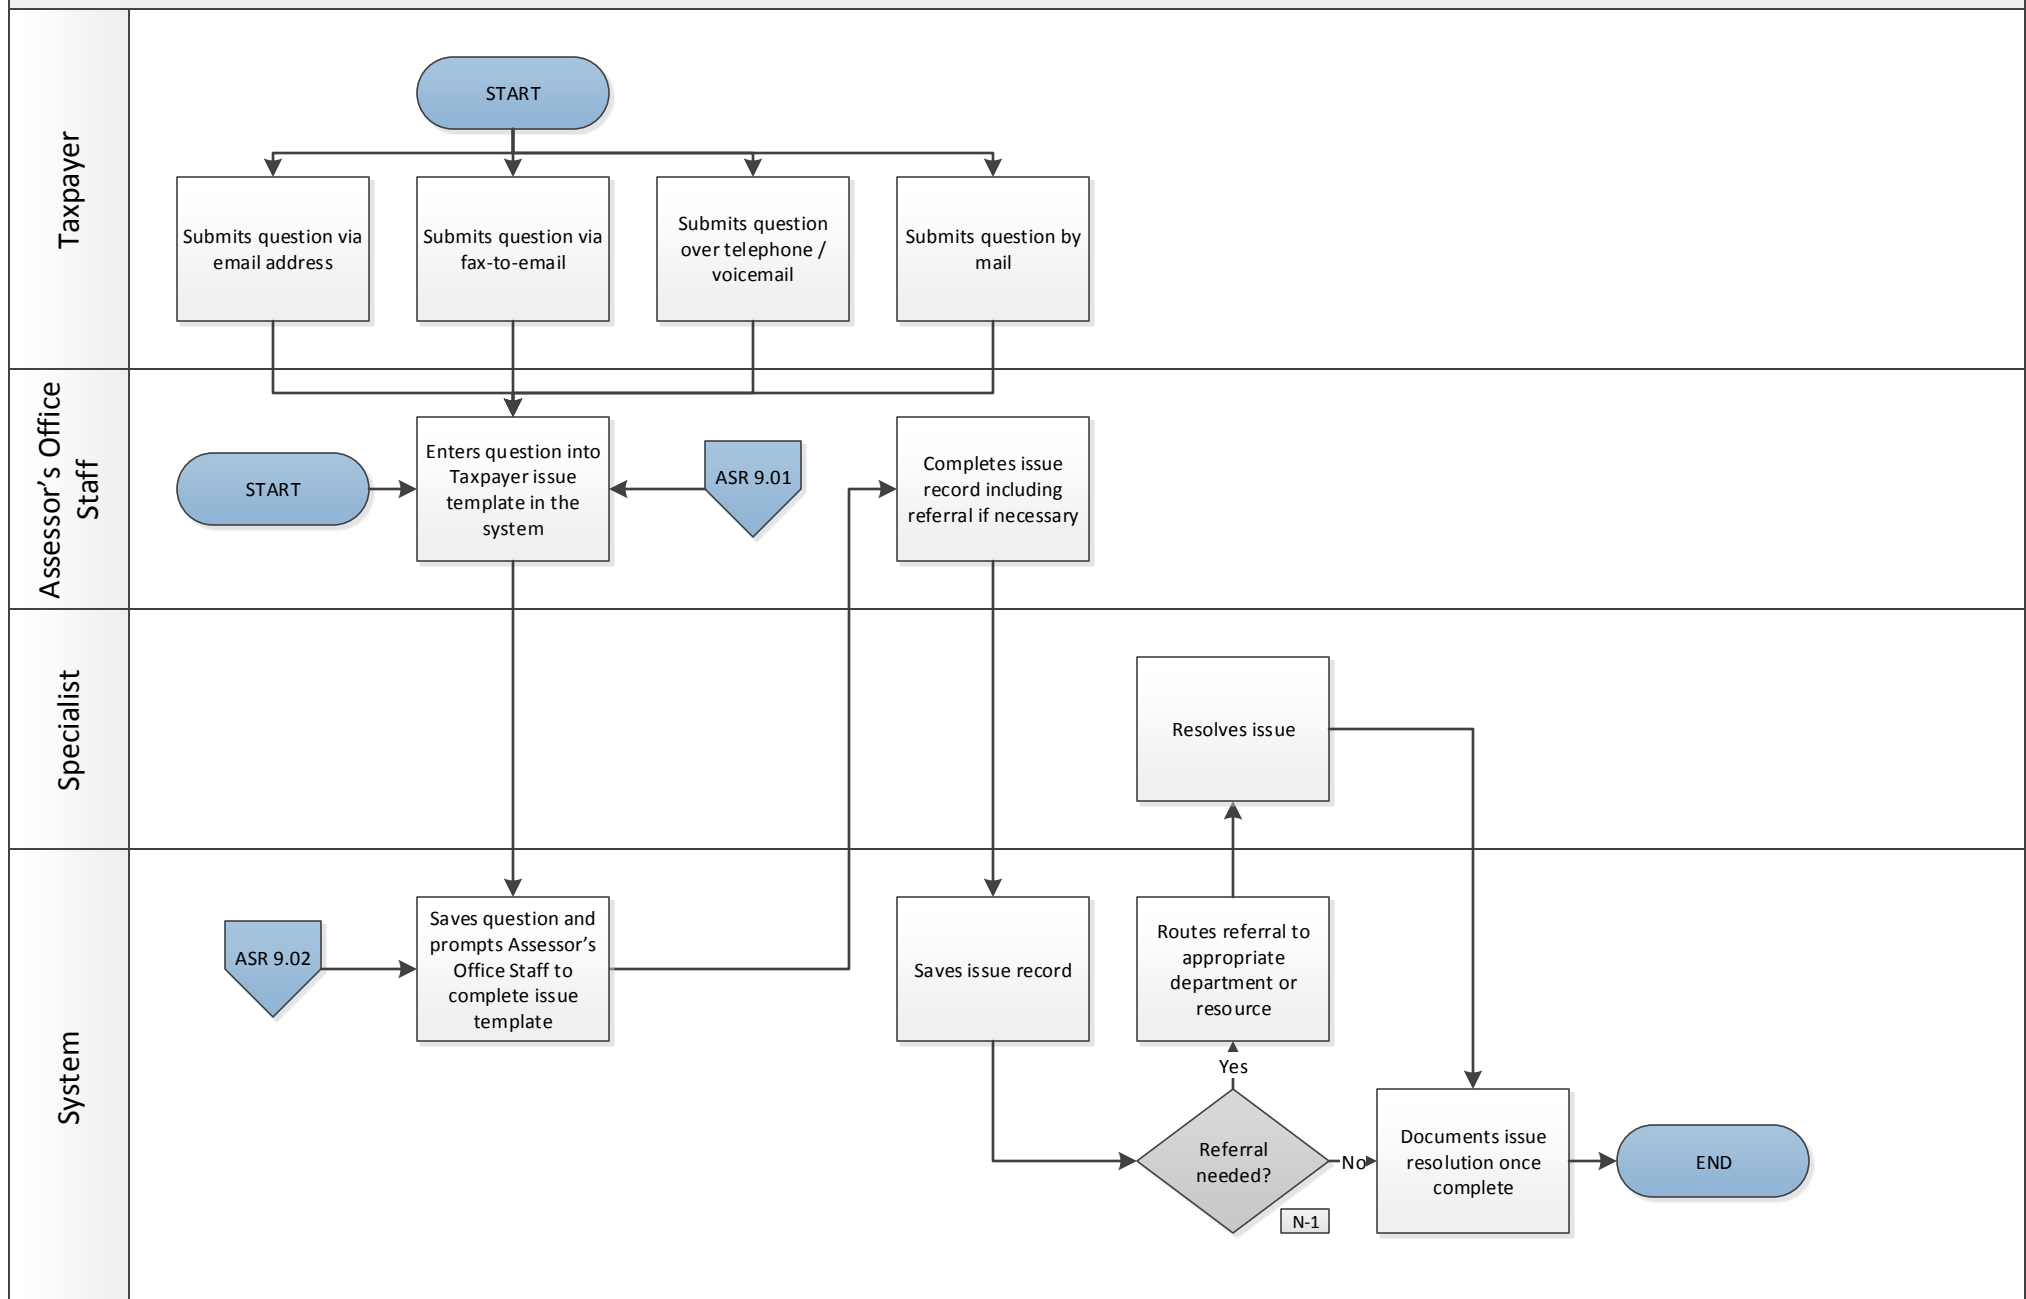 Taxpayer
START
Submits question via
email address
Submits question via
fax-to-email
Submits question
over telephone /
voicemail
Submits question by
mail
Assessor's Office
Staff
START
Enters question into
Taxpayer issue
template in the
system
ASR 9.01
Completes issue
record including
referral if necessary
Specialist
Resolves issue
System
ASR 9.02
Saves question and
prompts Assessor's
Office Staff to
complete issue
template
Saves issue record
Routes referral to
appropriate
department or
resource
Yes
Referral
needed?
N-1
No
Documents issue
resolution once
complete
END